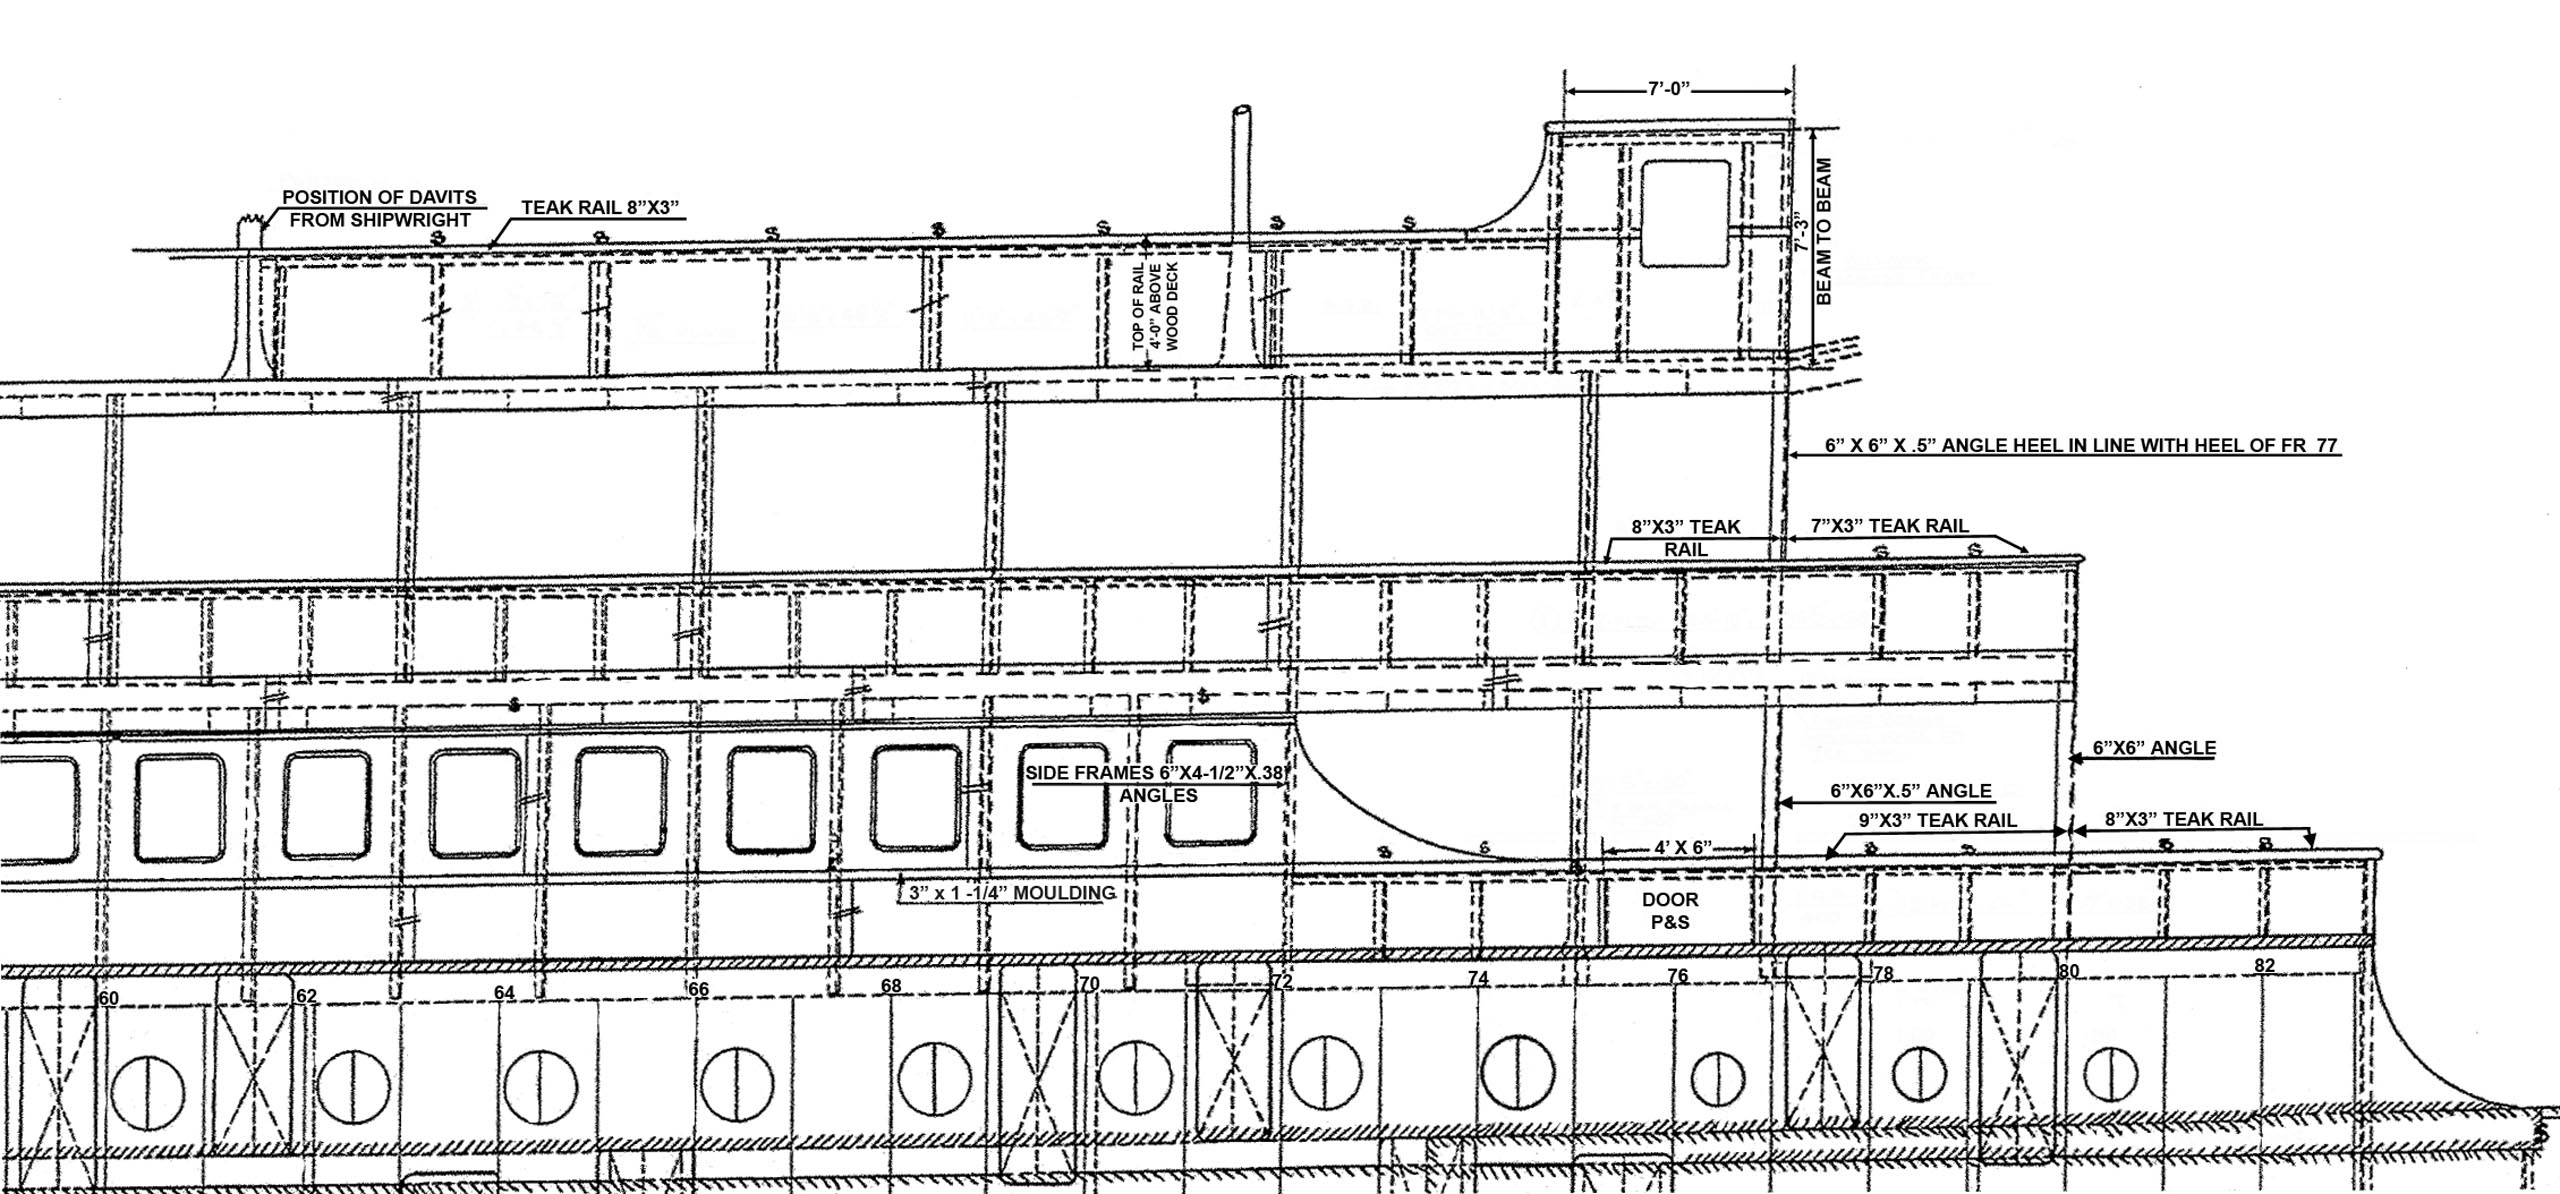 7'-0"
POSITION OF DAVITS
FROM SHIPWRIGHT
TEAK RAIL 8"X3"
S S S S S S S
TOP OF RAIL
4'-0" ABOVE
WOOD DECK
7'-3"
BEAM TO BEAM
6" X 6" X .5" ANGLE HEEL IN LINE WITH HEEL OF FR 77
8"X3" TEAK
RAIL
7"X3" TEAK RAIL
S S
S S
6"X6" ANGLE
SIDE FRAMES 6"X4-1/2"X.38"
ANGLES
6"X6"X.5" ANGLE
9"X3" TEAK RAIL
8"X3" TEAK RAIL
4' X 6"
S S S S S S
3" x 1 -1/4" MOULDING
DOOR
P&S
60 62 64 66 68 70 72 74 76 78 80 82